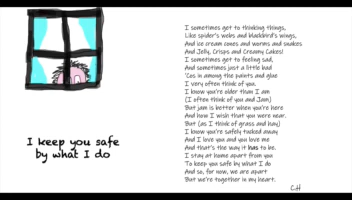 I keep you safe
by what I do
I sometimes get to thinking things,
Like spider's webs and blackbird's wings,
And ice cream cones and worms and snakes
And Jelly, Crisps and Creamy Cakes!
I sometimes get to feeling sad,
And sometimes just a little bad
'Cos in among the paints and glue
I very often think of you.
I know you're older than I am
(I often think of you and Jam)
But jam is better when you're here
And how I wish that you were near.
But (as I think of grass and hay)
I know you're safely tucked away
And I love you and you love me
And that's the way it has to be.
I stay at home apart from you
To keep you safe by what I do
And so, for now, we are apart
But we're together in my heart.
CH